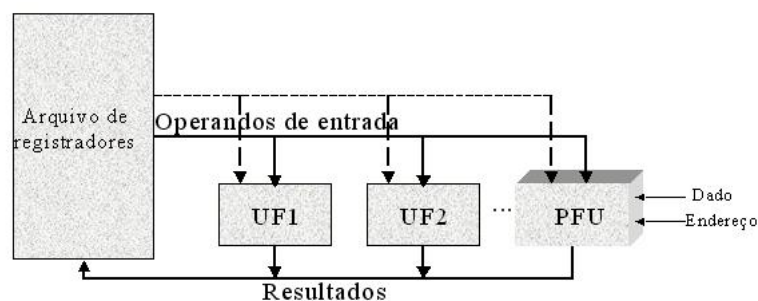 Arquivo de
registradores
Operandos de entrada
UF1
UF2
...
PFU
Dado
Endereço
Resultados